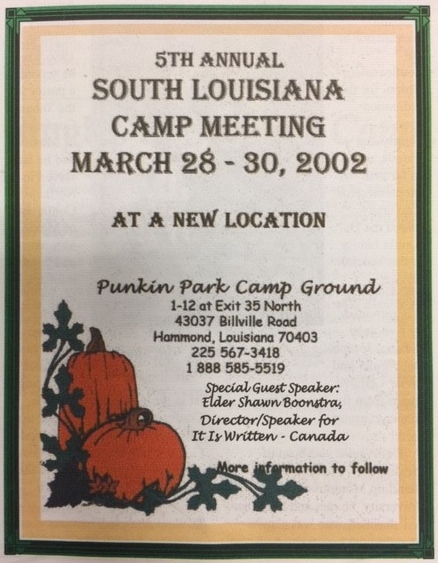 5TH ANNUAL
SOUTH LOUISIANA
CAMP MEETING
MARCH 28 - 30, 2002
AT A NEW LOCATION
Punkin Park Camp Ground
1-12 at Exit 35 North
43037 Billville Road
Hammond, Louisiana 70403
225 567-3418
1 888 585-5519
Special Guest Speaker:
Elder Shawn Boonstra,
Director/Speaker for
It Is Written - Canada
More information to follow